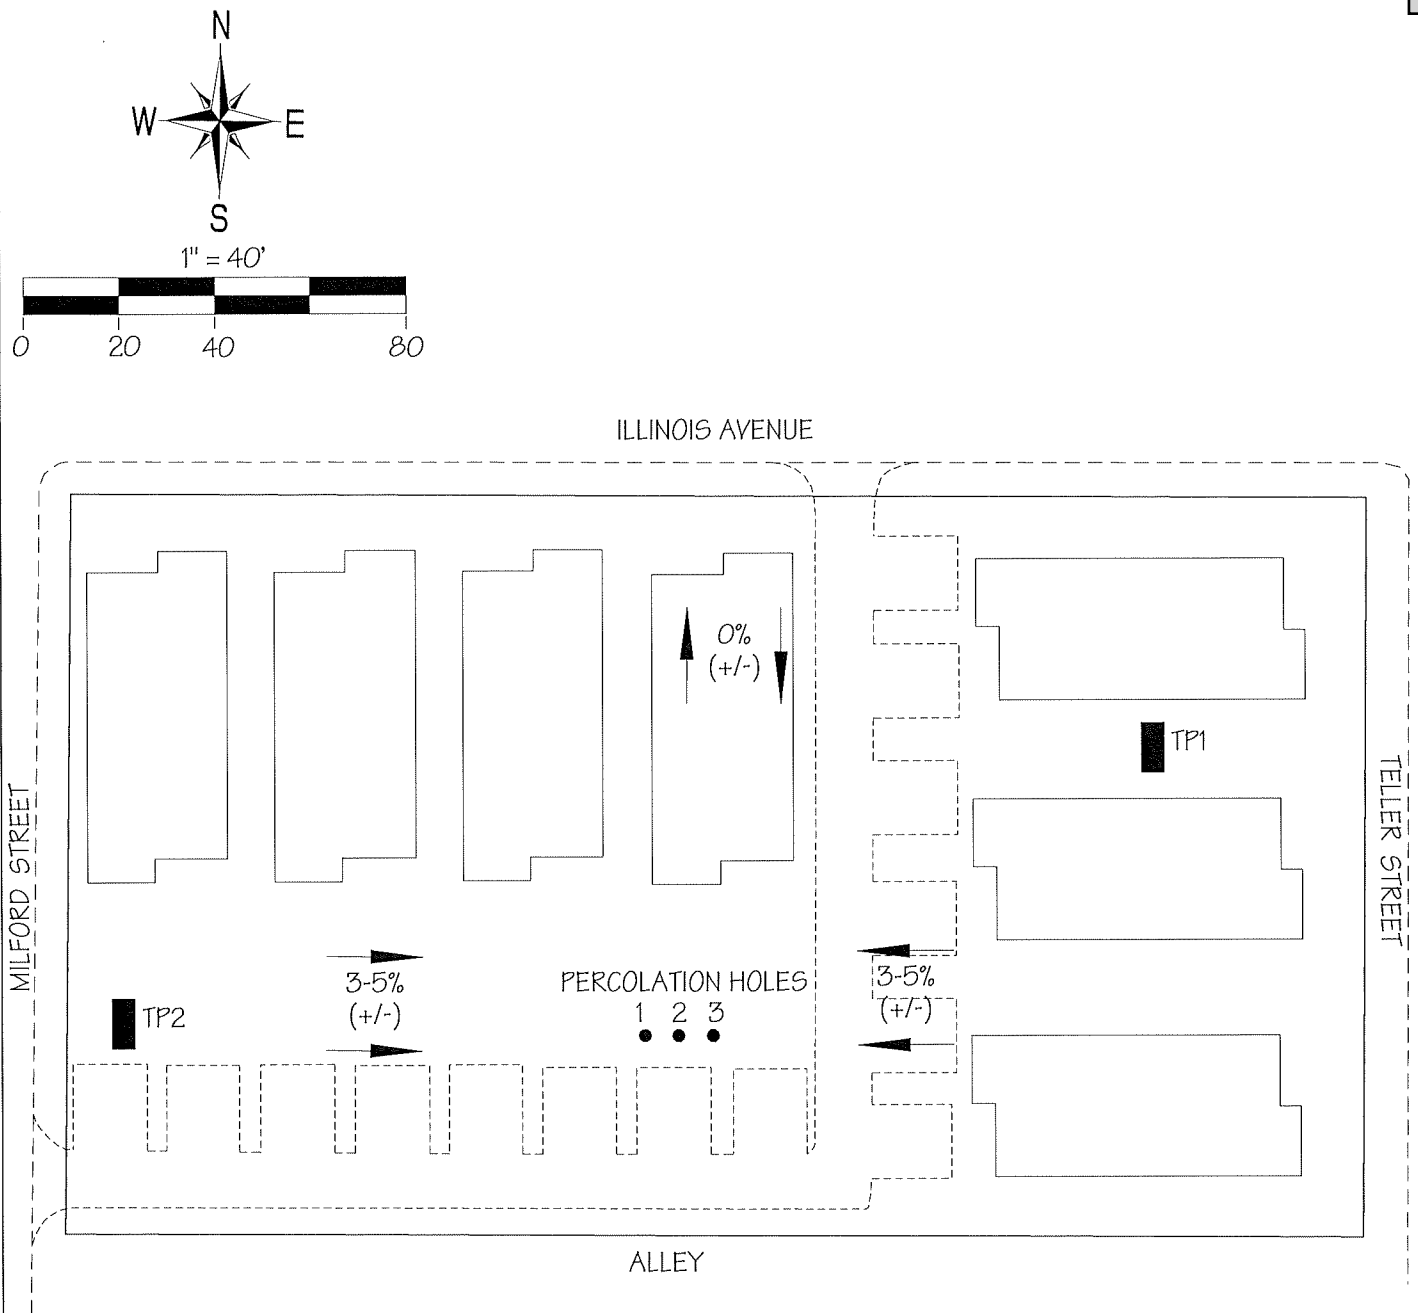 N
W E
S
1" = 40'
0 20 40 80
ILLINOIS AVENUE
0%
(+/-)
TP1
MILFORD STREET
TELLER STREET
PERCOLATION HOLES
1 2 3
3-5%
(+/-)
3-5%
(+/-)
TP2
ALLEY